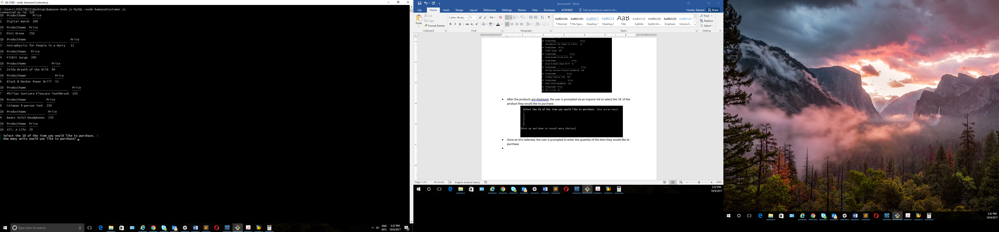 Git CMD - node bamazonCustomer.js
C:\Users\310179821\Desktop\Bamazon-Node.js-MySQL->node bamazonCustomer.js
connected as id: 110
ID ProductName Price
-- ------------- -----
1 Digital Watch 100
ID ProductName Price
-- ----------- -----
2 Mini Drone 250
ID ProductName Price
-- ----------------------------------- -----
3 Astrophysics for People in a Hurry 12
ID ProductName Price
-- ------------ -----
4 Fitbit Surge 200
ID ProductName Price
-- ------------------------ -----
5 Zelda Breath of the Wild 60
ID ProductName Price
-- -------------------------- -----
6 Black & Decker Power Drill 55
ID ProductName Price
-- ------------------------------------ -----
7 Philips Sonicare Flexcare Toothbrush 150
ID ProductName Price
-- --------------------- -----
8 Coleman 8-person Tent 210
ID ProductName Price
-- ---------------------- -----
9 Beats Solo3 Headphones 220
ID ProductName Price
-- ----------- -----
10 Ali: A Life 20
? Select the ID of the item you would like to purchase. 3
? How many units would you like to purchase?
Type here to search
ENG
INTL
3:32 PM
10/9/2017
Document5 - Word
File Home Insert Design Layout References Mailings Review View Developer ACROBAT Tell me what you want to do...
Hunter, Edward Share
Paste
Cut
Copy
Format Painter
Clipboard
Calibri (Body) 11
Font
Paragraph
AaBbCcDc AaBbCcDc AaBbCc AaBbCcC AaB AaBbCcC AaBbCcDc AaBbCcDc AaBbCcDc
¶ Normal ¶ No Spac... Heading 1 Heading 2 Title Subtitle Subtle Em... Emphasis Intense E...
Styles
Find
Replace
Select
Editing
ID ProductName Price
3 Astrophysics for People in a Hurry 12
ID ProductName Price
4 Fitbit Surge 200
ID ProductName Price
5 Zelda Breath of the Wild 60
ID ProductName Price
6 Black & Decker Power Drill 55
ID ProductName Price
7 Philips Sonicare Flexcare Toothbrush 150
ID ProductName Price
8 Coleman 8-person Tent 210
ID ProductName Price
9 Beats Solo3 Headphones 220
ID ProductName Price
10 Ali: A Life 20
• After the products are displayed, the user is prompted via an inquirer list to select the ‘id’ of the
product they would like to purchase.
Select the ID of the item you would like to purchase. (Use arrow keys)
1
2
3
4
5
6
7
(Move up and down to reveal more choices)
• Once an id is selected, the user is prompted to enter the quantity of the item they would like to
purchase
•
Page 1 of 1 80 words English (United States)
100%
3:32 PM
10/9/2017
3:32 PM
10/9/2017